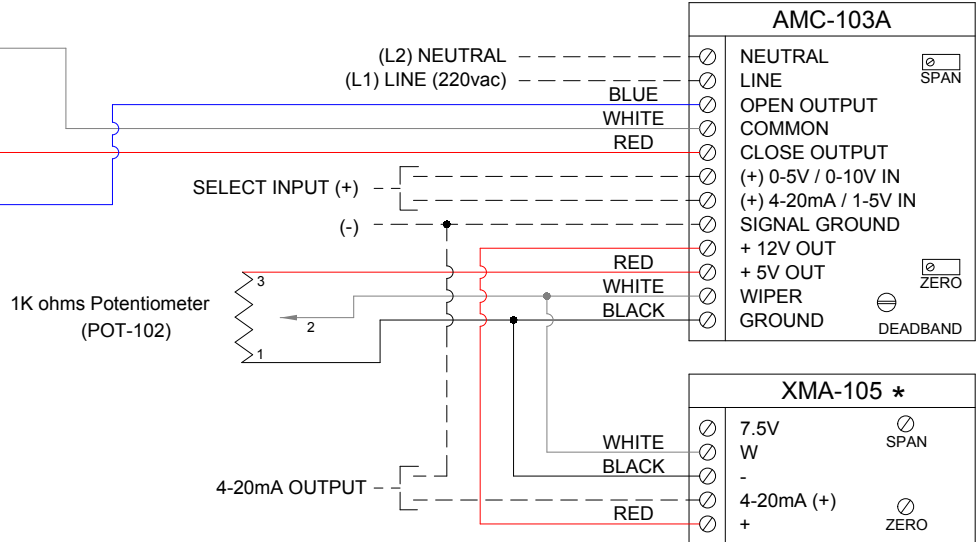 AMC-103A
(L2) NEUTRAL NEUTRAL
SPAN
(L1) LINE (220vac) LINE
BLUE OPEN OUTPUT
WHITE COMMON
RED CLOSE OUTPUT
(+) 0-5V / 0-10V IN
SELECT INPUT (+)
(+) 4-20mA / 1-5V IN
(-) SIGNAL GROUND
+ 12V OUT
RED + 5V OUT
ZERO
3
WHITE WIPER
1K ohms Potentiometer
(POT-102)
2
BLACK GROUND
DEADBAND
1
XMA-105 *
7.5V
SPAN
WHITE W
BLACK -
4-20mA OUTPUT 4-20mA (+)
RED +
ZERO